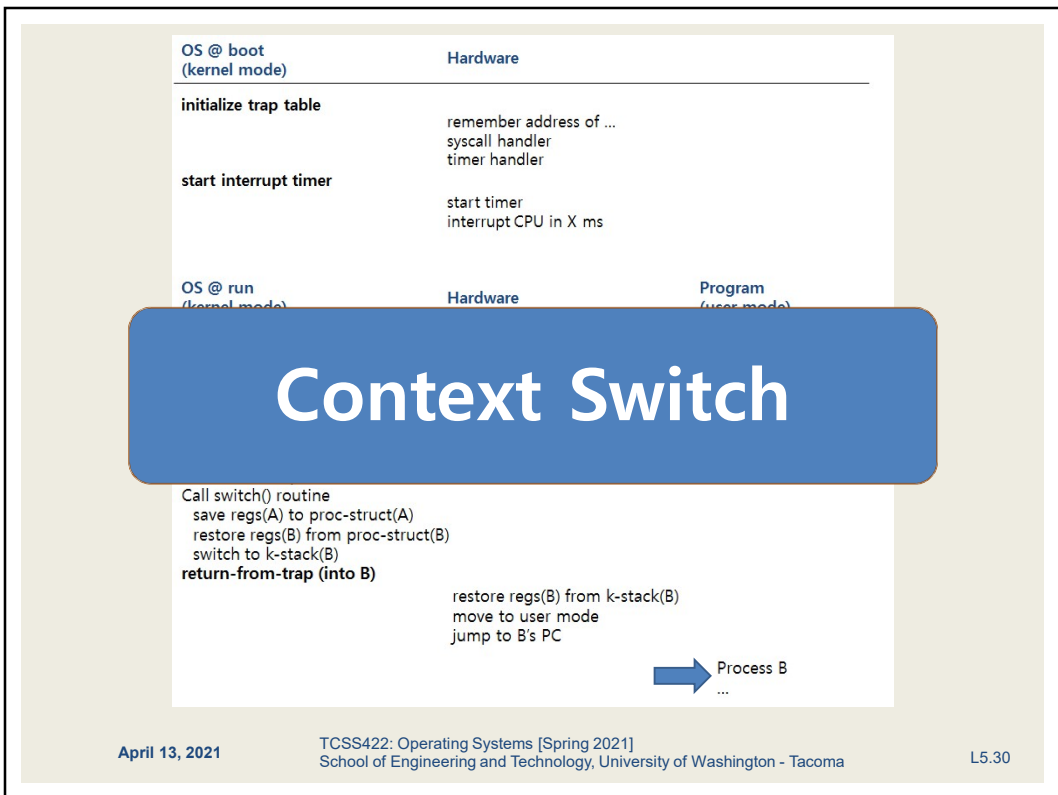 OS @ boot
(kernel mode)
Hardware
initialize trap table
remember address of ...
syscall handler
timer handler
start interrupt timer
start timer
interrupt CPU in X ms
OS @ run
(kernel mode)
Hardware
Program
(user mode)
Context Switch
Call switch() routine
save regs(A) to proc-struct(A)
restore regs(B) from proc-struct(B)
switch to k-stack(B)
return-from-trap (into B)
restore regs(B) from k-stack(B)
move to user mode
jump to B's PC
Process B
...
April 13, 2021
TCSS422: Operating Systems [Spring 2021]
School of Engineering and Technology, University of Washington - Tacoma
L5.30